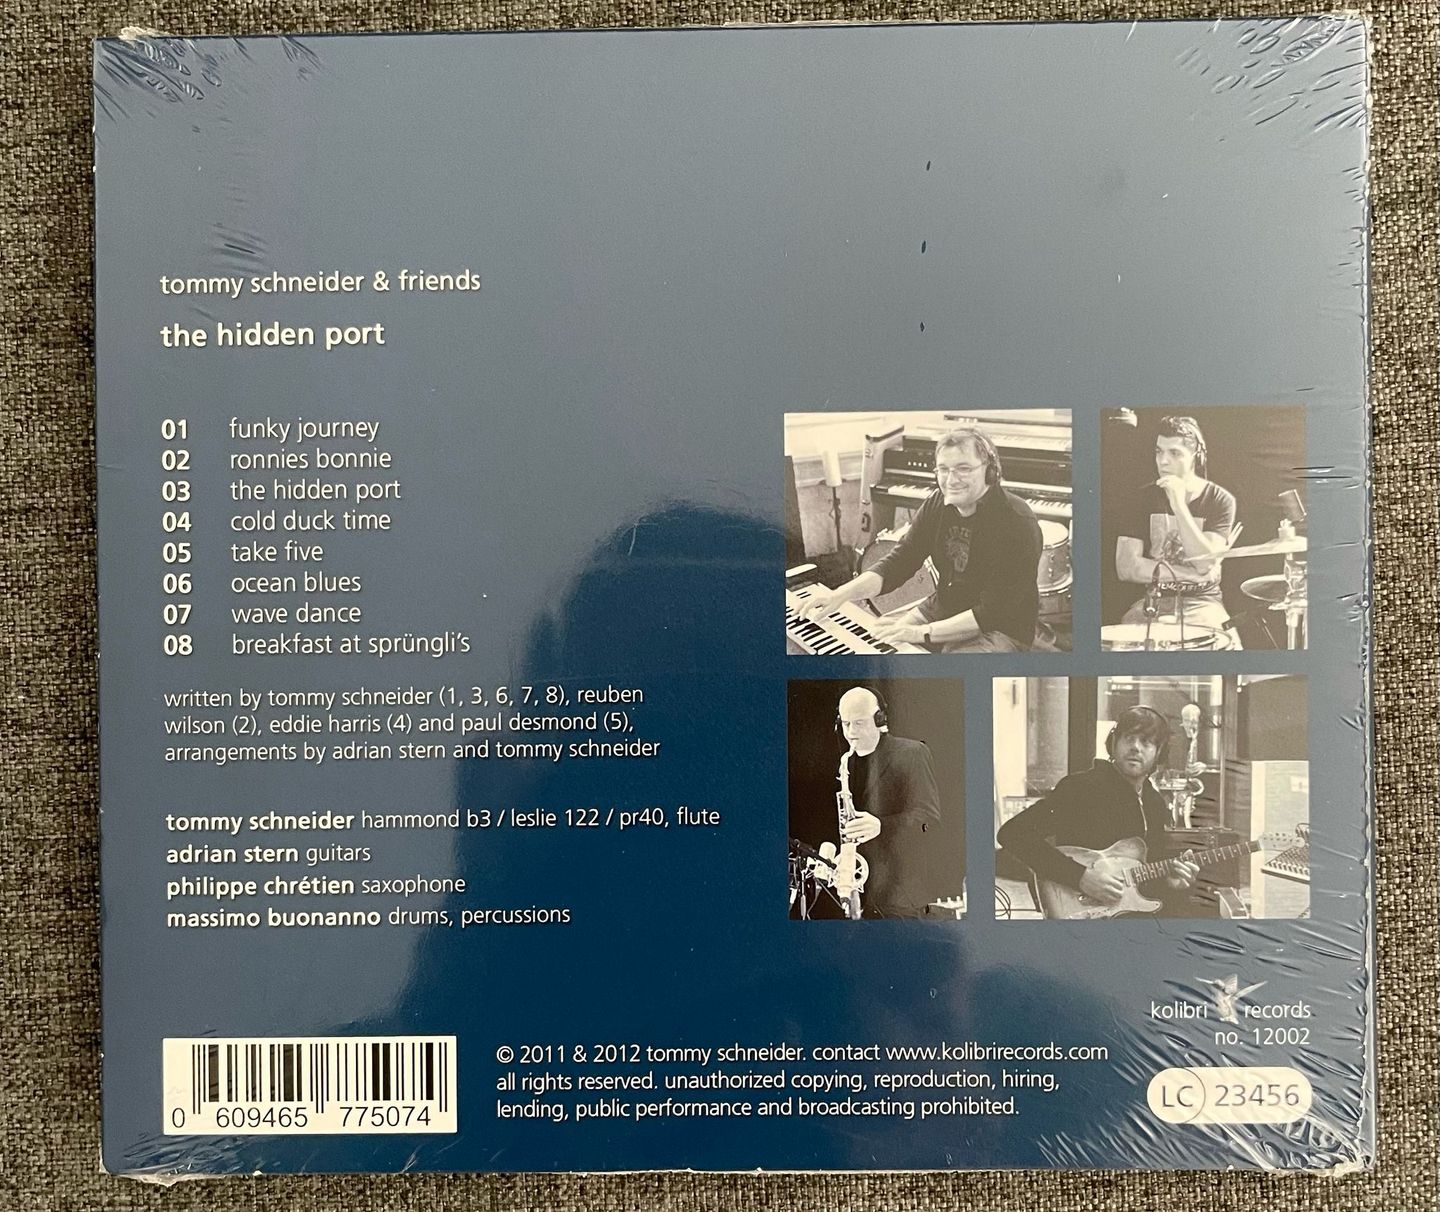 tommy schneider & friends
the hidden port
01 funky journey
02 ronnies bonnie
03 the hidden port
04 cold duck time
05 take five
06 ocean blues
07 wave dance
08 breakfast at sprüngli's
written by tommy schneider (1, 3, 6, 7, 8), reuben
wilson (2), eddie harris (4) and paul desmond (5),
arrangements by adrian stern and tommy schneider
tommy schneider hammond b3 / leslie 122 / pr40, flute
adrian stern guitars
philippe chrétien saxophone
massimo buonanno drums, percussions
kolibri records
no. 12002
© 2011 & 2012 tommy schneider. contact www.kolibrirecords.com
all rights reserved. unauthorized copying, reproduction, hiring,
lending, public performance and broadcasting prohibited.
LC 23456
0 609465 775074